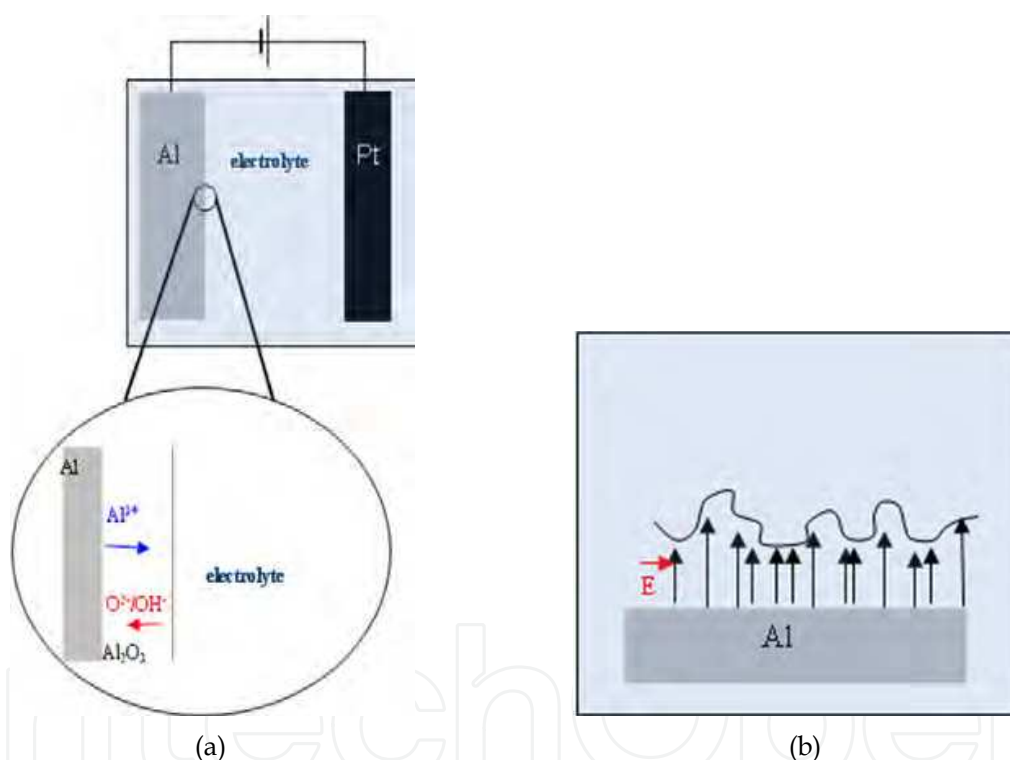 Al
electrolyte
Pt
Al
Al³⁺
electrolyte
O²⁻/OH⁻
Al₂O₃
E
Al
(a)
(b)